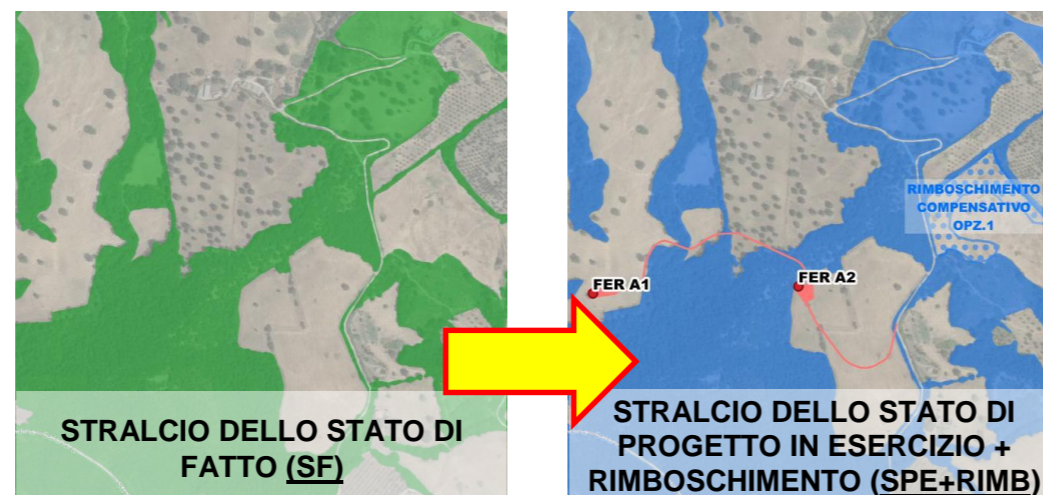 RIMBOSCHIMENTO
COMPENSATIVO
OPZ.1
FER A1
FER A2
STRALCIO DELLO STATO DI
FATTO (SF)
STRALCIO DELLO STATO DI
PROGETTO IN ESERCIZIO +
RIMBOSCHIMENTO (SPE+RIMB)